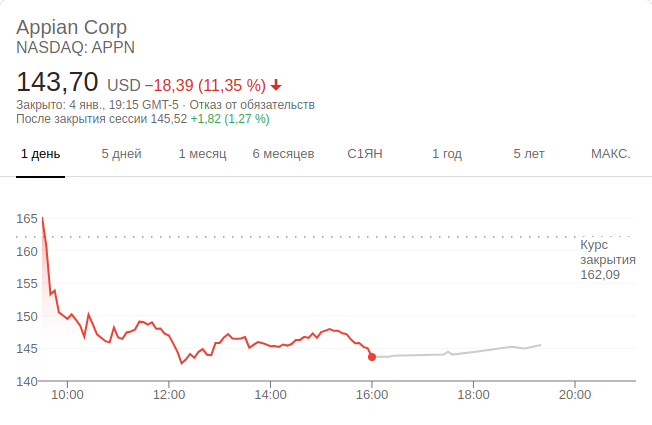 Appian Corp
NASDAQ: APPN
143,70 USD −18,39 (11,35 %)
Закрыто: 4 янв., 19:15 GMT-5 · Отказ от обязательств
После закрытия сессии 145,52 +1,82 (1,27 %)
1 день 5 дней 1 месяц 6 месяцев С1ЯН 1 год 5 лет МАКС.
165
160
155
150
145
140
Курс
закрытия
162,09
10:00 12:00 14:00 16:00 18:00 20:00